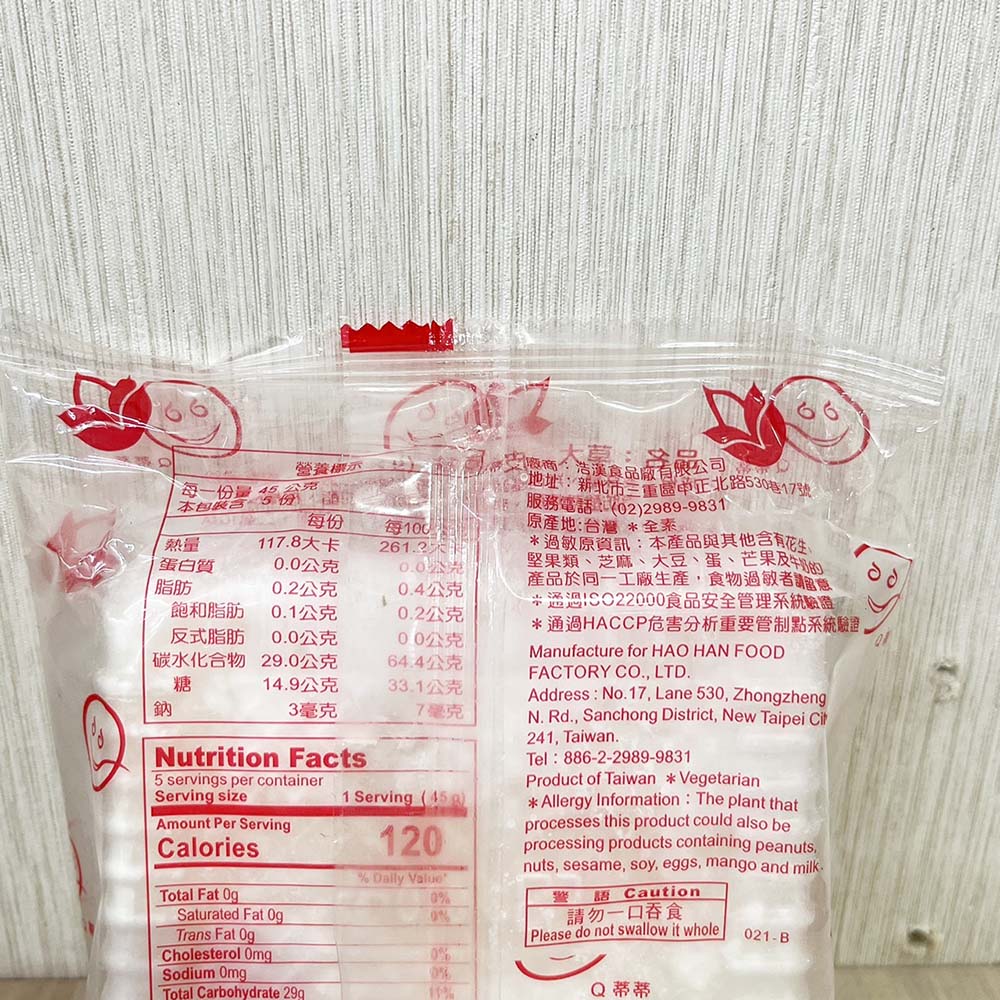 營養標示
每一份量 45 公克
本包裝含 5 份
每份 每100
熱量 117.8大卡 261.2大
蛋白質 0.0公克 0.0公克
脂肪 0.2公克 0.4公克
飽和脂肪 0.1公克 0.2公克
反式脂肪 0.0公克 0.0公克
碳水化合物 29.0公克 64.4公克
糖 14.9公克 33.1公克
鈉 3毫克 7毫克
Nutrition Facts
5 servings per container
Serving size 1 Serving (45g)
Amount Per Serving
Calories 120
% Daily Value*
Total Fat 0g 0%
Saturated Fat 0g 0%
Trans Fat 0g
Cholesterol 0mg 0%
Sodium 0mg 0%
Total Carbohydrate 29g 11%
廠商：浩漢食品廠有限公司
地址：新北市三重區中正北路530巷17號
服務電話：(02)2989-9831
原產地:台灣 ＊全素
＊過敏原資訊：本產品與其他含有花生、
堅果類、芝麻、大豆、蛋、芒果及牛奶的
產品於同一工廠生產，食物過敏者請留意
＊通過ISO22000食品安全管理系統驗證
＊通過HACCP危害分析重要管制點系統驗證
Manufacture for HAO HAN FOOD
FACTORY CO., LTD.
Address : No.17, Lane 530, Zhongzheng
N. Rd., Sanchong District, New Taipei City
241, Taiwan.
Tel：886-2-2989-9831
Product of Taiwan ＊Vegetarian
＊Allergy Information：The plant that
processes this product could also be
processing products containing peanuts,
nuts, sesame, soy, eggs, mango and milk.
警 語 Caution
請勿一口吞食
Please do not swallow it whole
021-B
Q 蒂蒂